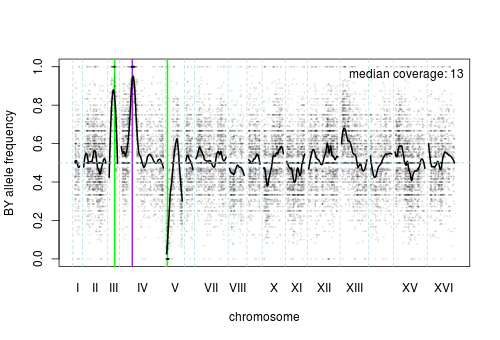 median coverage: 13
BY allele frequency
1.0
0.8
0.6
0.4
0.2
0.0
I II III IV V VII VIII X XI XII XIII XV XVI
chromosome